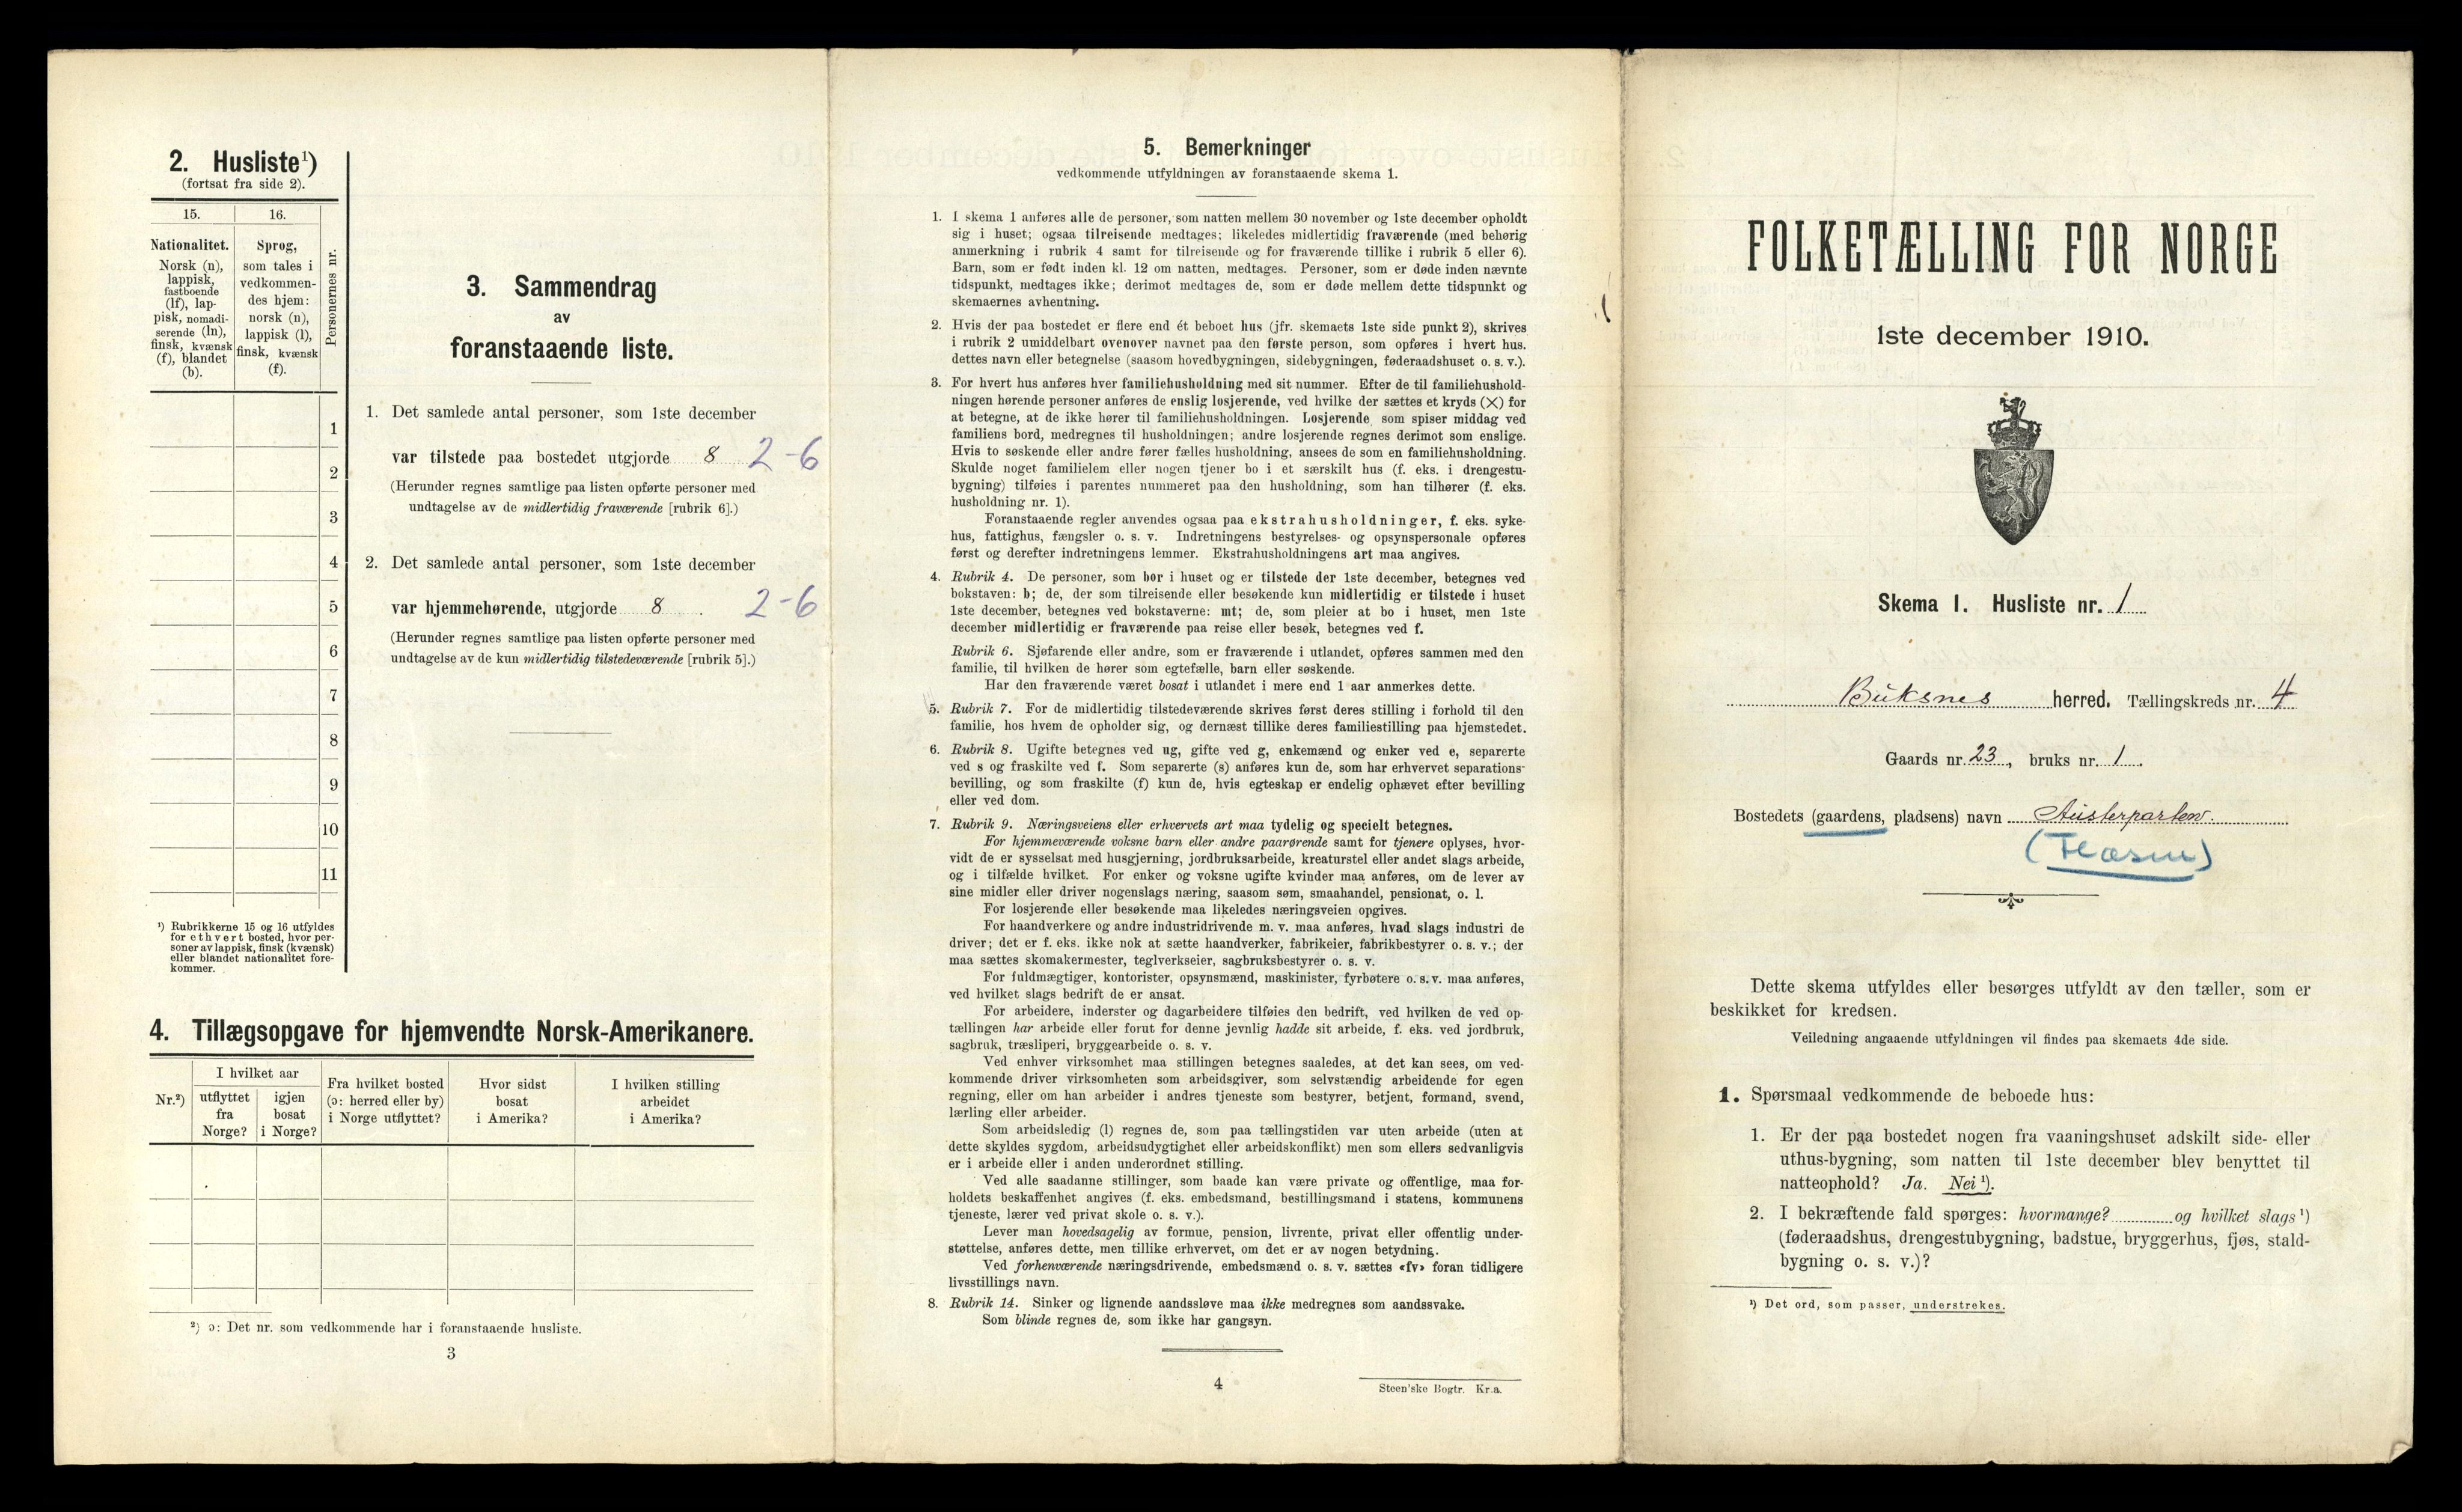 2. Husliste¹)
(fortsat fra side 2).
15.
16.
Nationalitet.
Norsk (n),
lappisk,
fastboende
(lf), lap-
pisk, nomadi-
serende (ln),
finsk, kvænsk
(f), blandet
(b).
Sprog,
som tales i
vedkommen-
des hjem:
norsk (n),
lappisk (l),
finsk, kvænsk
(f).
Personernes nr.
1
2
3
4
5
6
7
8
9
10
11
¹) Rubrikkerne 15 og 16 utfyldes
for ethvert bosted, hvor per-
soner av lappisk, finsk (kvænsk)
eller blandet nationalitet fore-
kommer.
3. Sammendrag
av
foranstaaende liste.
1. Det samlede antal personer, som 1ste december
var tilstede paa bostedet utgjorde 8 2-6
(Herunder regnes samtlige paa listen opførte personer med
undtagelse av de midlertidig fraværende [rubrik 6].)
2. Det samlede antal personer, som 1ste december
var hjemmehørende, utgjorde 8 . 2-6
(Herunder regnes samtlige paa listen opførte personer med
undtagelse av de kun midlertidig tilstedeværende [rubrik 5].)
4. Tillægsopgave for hjemvendte Norsk-Amerikanere.
Nr.²)
I hvilket aar
utflyttet
fra
Norge?
igjen
bosat
i Norge?
Fra hvilket bosted
(ɔ: herred eller by)
i Norge utflyttet?
Hvor sidst
bosat
i Amerika?
I hvilken stilling
arbeidet
i Amerika?
²) ɔ: Det nr. som vedkommende har i foranstaaende husliste.
3
5. Bemerkninger
vedkommende utfyldningen av foranstaaende skema 1.
1. I skema 1 anføres alle de personer, som natten mellem 30 november og 1ste december opholdt
sig i huset; ogsaa tilreisende medtages; likeledes midlertidig fraværende (med behørig
anmerkning i rubrik 4 samt for tilreisende og for fraværende tillike i rubrik 5 eller 6).
Barn, som er født inden kl. 12 om natten, medtages. Personer, som er døde inden nævnte
tidspunkt, medtages ikke; derimot medtages de, som er døde mellem dette tidspunkt og
skemaernes avhentning.
2. Hvis der paa bostedet er flere end ét beboet hus (jfr. skemaets 1ste side punkt 2), skrives
i rubrik 2 umiddelbart ovenover navnet paa den første person, som opføres i hvert hus.
dettes navn eller betegnelse (saasom hovedbygningen, sidebygningen, føderaadshuset o. s. v.).
3. For hvert hus anføres hver familiehusholdning med sit nummer. Efter de til familiehushold-
ningen hørende personer anføres de enslig losjerende, ved hvilke der sættes et kryds (×) for
at betegne, at de ikke hører til familiehusholdningen. Losjerende som spiser middag ved
familiens bord, medregnes til husholdningen; andre losjerende regnes derimot som enslige.
Hvis to søskende eller andre fører fælles husholdning, ansees de som en familiehusholdning.
Skulde noget familielem eller nogen tjener bo i et særskilt hus (f. eks. i drengestu-
bygning) tilføies i parentes nummeret paa den husholdning, som han tilhører (f. eks.
husholdning nr. 1).
Foranstaaende regler anvendes ogsaa paa ekstrahusholdninger, f. eks. syke-
hus, fattighus, fængsler o. s. v. Indretningens bestyrelses- og opsynspersonale opføres
først og derefter indretningens lemmer. Ekstrahusholdningens art maa angives.
4. Rubrik 4. De personer, som bor i huset og er tilstede der 1ste december, betegnes ved
bokstaven: b; de, der som tilreisende eller besøkende kun midlertidig er tilstede i huset
1ste december, betegnes ved bokstaverne: mt; de, som pleier at bo i huset, men 1ste
december midlertidig er fraværende paa reise eller besøk, betegnes ved f.
Rubrik 6. Sjøfarende eller andre, som er fraværende i utlandet, opføres sammen med den
familie, til hvilken de hører som egtefælle, barn eller søskende.
Har den fraværende været bosat i utlandet i mere end 1 aar anmerkes dette.
5. Rubrik 7. For de midlertidig tilstedeværende skrives først deres stilling i forhold til den
familie, hos hvem de opholder sig, og dernæst tillike deres familiestilling paa hjemstedet.
6. Rubrik 8. Ugifte betegnes ved ug, gifte ved g, enkemænd og enker ved e, separerte
ved s og fraskilte ved f. Som separerte (s) anføres kun de, som har erhvervet separations-
bevilling, og som fraskilte (f) kun de, hvis egteskap er endelig ophævet efter bevilling
eller ved dom.
7. Rubrik 9. Næringsveiens eller erhvervets art maa tydelig og specielt betegnes.
For hjemmeværende voksne barn eller andre paarørende samt for tjenere oplyses, hvor-
vidt de er sysselsat med husgjerning, jordbruksarbeide, kreaturstel eller andet slags arbeide,
og i tilfælde hvilket. For enker og voksne ugifte kvinder maa anføres, om de lever av
sine midler eller driver nogenslags næring, saasom søm, smaahandel, pensionat, o. l.
For losjerende eller besøkende maa likeledes næringsveien opgives.
For haandverkere og andre industridrivende m. v. maa anføres, hvad slags industri de
driver; det er f. eks. ikke nok at sætte haandverker, fabrikeier, fabrikbestyrer o. s. v.; der
maa sættes skomakermester, teglverkseier, sagbruksbestyrer o. s. v.
For fuldmægtiger, kontorister, opsynsmænd, maskinister, fyrbøtere o. s. v. maa anføres,
ved hvilket slags bedrift de er ansat.
For arbeidere, inderster og dagarbeidere tilføies den bedrift, ved hvilken de ved op-
tællingen har arbeide eller forut for denne jevnlig hadde sit arbeide, f. eks. ved jordbruk,
sagbruk, træsliperi, bryggearbeide o. s. v.
Ved enhver virksomhet maa stillingen betegnes saaledes, at det kan sees, om ved-
kommende driver virksomheten som arbeidsgiver, som selvstændig arbeidende for egen
regning, eller om han arbeider i andres tjeneste som bestyrer, betjent, formand, svend,
lærling eller arbeider.
Som arbeidsledig (l) regnes de, som paa tællingstiden var uten arbeide (uten at
dette skyldes sygdom, arbeidsudygtighet eller arbeidskonflikt) men som ellers sedvanligvis
er i arbeide eller i anden underordnet stilling.
Ved alle saadanne stillinger, som baade kan være private og offentlige, maa for-
holdets beskaffenhet angives (f. eks. embedsmand, bestillingsmand i statens, kommunens
tjeneste, lærer ved privat skole o. s. v.).
Lever man hovedsagelig av formue, pension, livrente, privat eller offentlig under-
støttelse, anføres dette, men tillike erhvervet, om det er av nogen betydning.
Ved forhenværende næringsdrivende, embedsmænd o. s. v. sættes «fv» foran tidligere
livsstillings navn.
8. Rubrik 14. Sinker og lignende aandssløve maa ikke medregnes som aandssvake.
Som blinde regnes de, som ikke har gangsyn.
4
Steen'ske Bogtr. Kr.a.
FOLKETÆLLING FOR NORGE
1ste december 1910.
Skema 1. Husliste nr. 1
Buksnes herred. Tællingskreds nr. 4
Gaards nr. 23, bruks nr. 1.
Bostedets (gaardens, pladsens) navn Austerparten.
Dette skema utfyldes eller besørges utfyldt av den tæller, som er
beskikket for kredsen.
Veiledning angaaende utfyldningen vil findes paa skemaets 4de side.
1. Spørsmaal vedkommende de beboede hus:
1. Er der paa bostedet nogen fra vaaningshuset adskilt side- eller
uthus-bygning, som natten til 1ste december blev benyttet til
natteophold? Ja. Nei¹).
2. I bekræftende fald spørges: hvormange? og hvilket slags¹)
(føderaadshus, drengestubygning, badstue, bryggerhus, fjøs, stald-
bygning o. s. v.)?
¹) Det ord, som passer, understrekes.